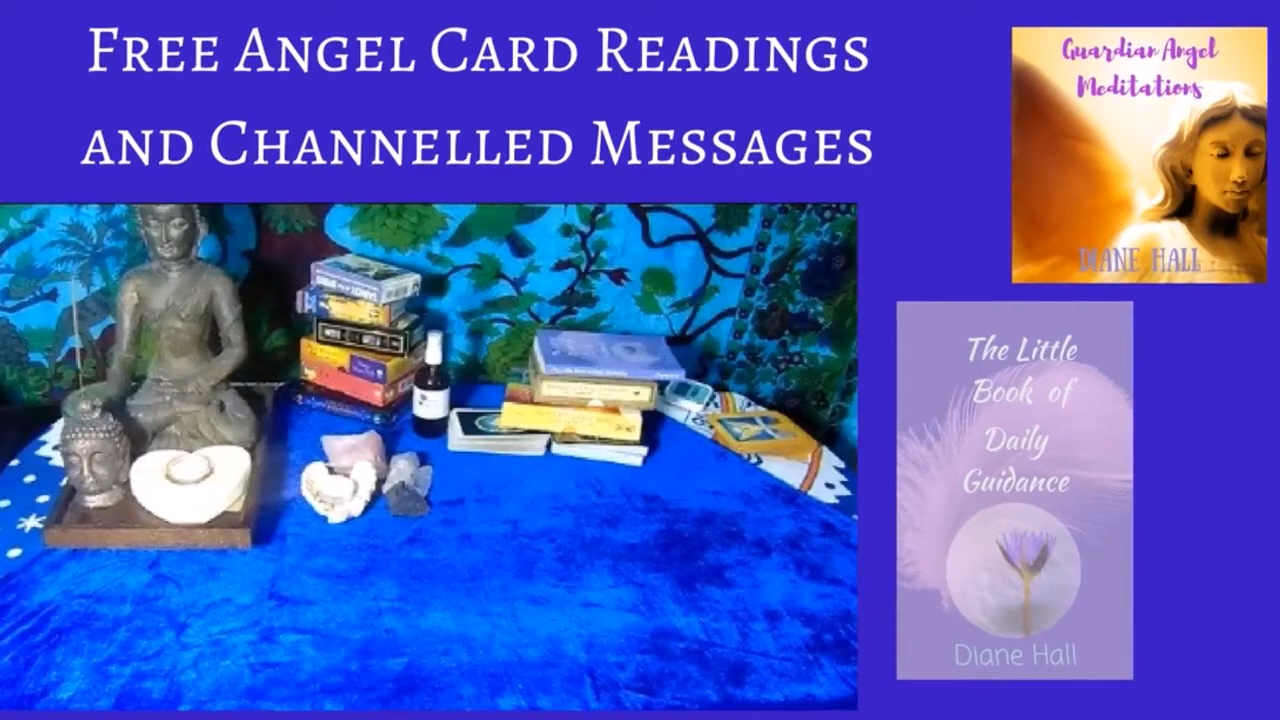 Free Angel Card Readings
and Channelled Messages
Guardian Angel
Meditations
DIANE HALL
The Little
Book of
Daily
Guidance
Diane Hall